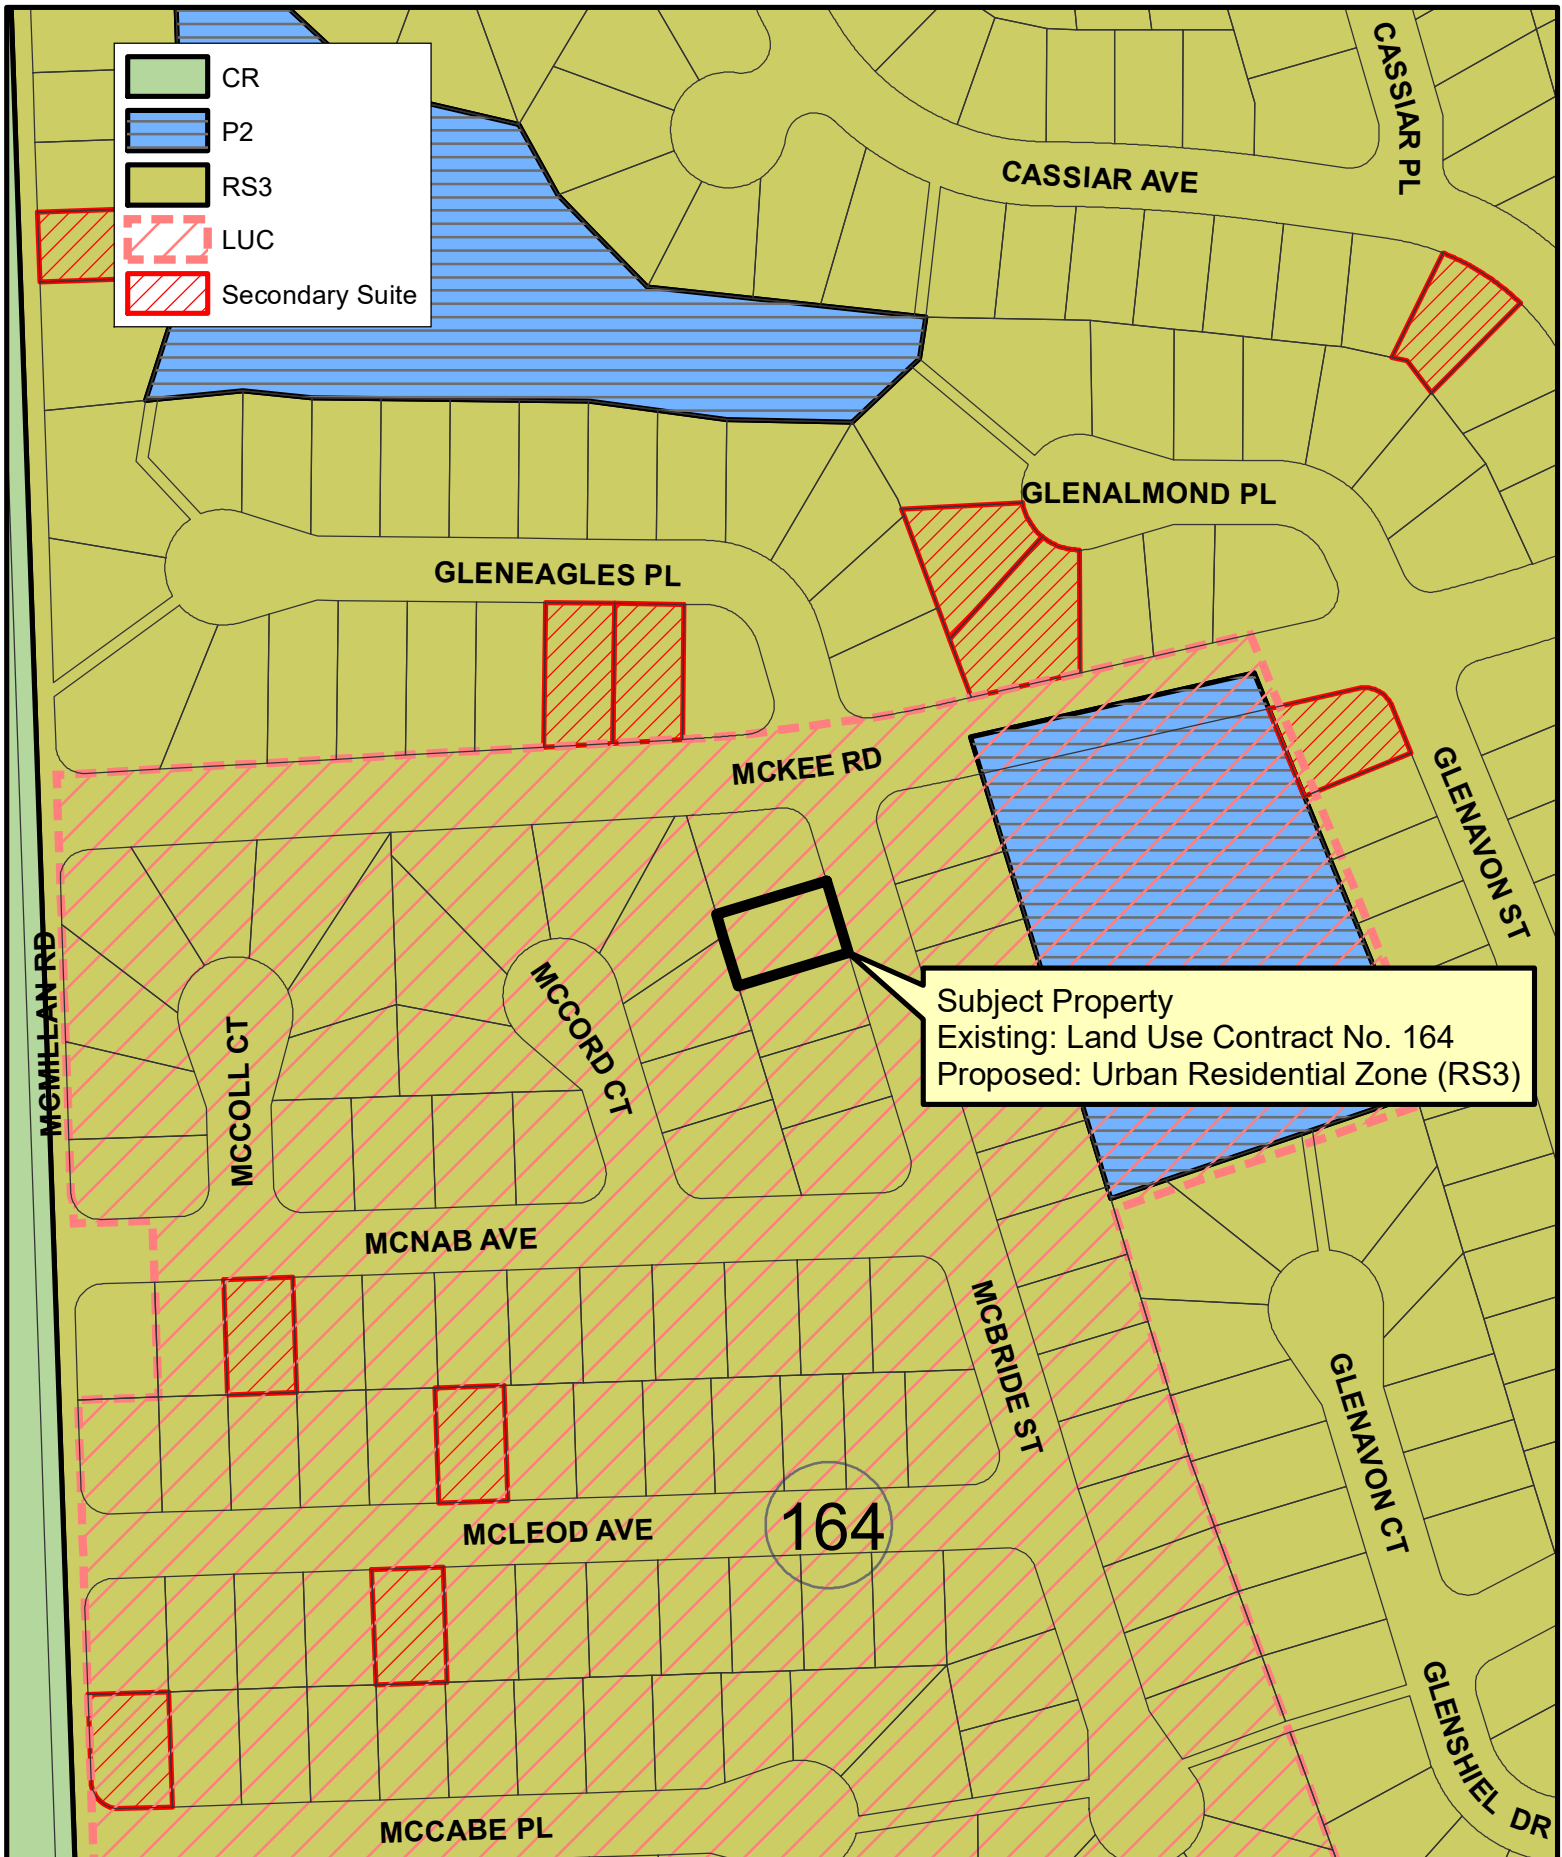 CR
P2
RS3
LUC
Secondary Suite
CASSIAR PL
CASSIAR AVE
GLENALMOND PL
GLENEAGLES PL
MCKEE RD
GLENAVON ST
MCMILLAN RD
MCCOLL CT
MCCORD CT
Subject Property
Existing: Land Use Contract No. 164
Proposed: Urban Residential Zone (RS3)
MCNAB AVE
MCBRIDE ST
GLENAVON CT
164
MCLEOD AVE
GLENSHIEL DR
MCCABE PL